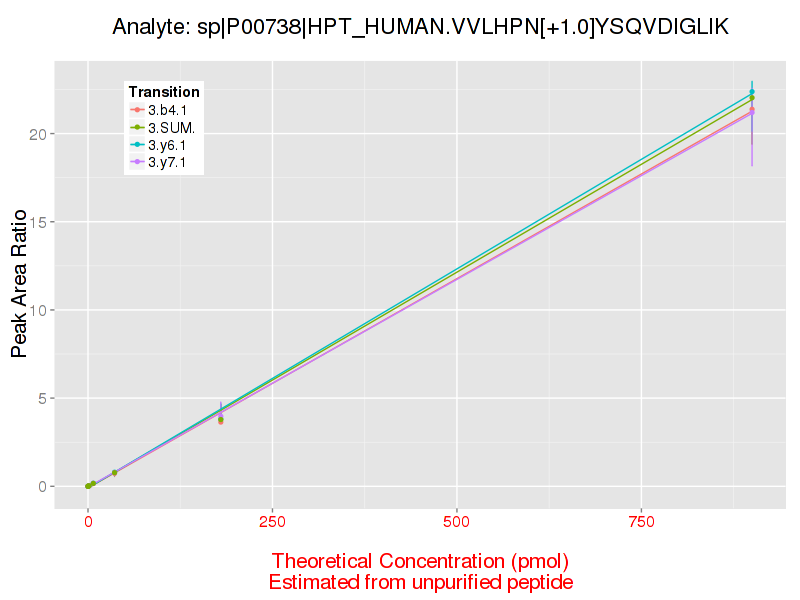 Analyte: sp|P00738|HPT_HUMAN.VVLHPN[+1.0]YSQVDIGLIK
Transition
3.b4.1
3.SUM.
3.y6.1
3.y7.1
Peak Area Ratio
20
15
10
5
0
0 250 500 750
Theoretical Concentration (pmol)
Estimated from unpurified peptide